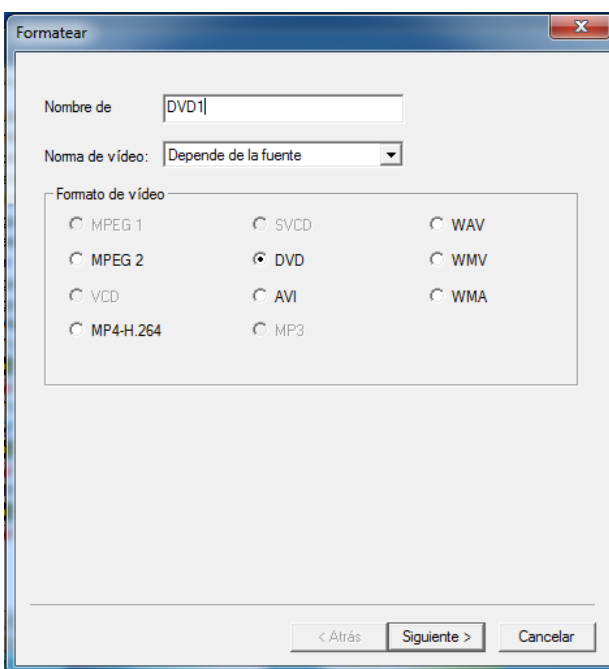 Formatear
Nombre de DVD1
Norma de vídeo: Depende de la fuente
Formato de vídeo
MPEG 1 SVCD WAV
MPEG 2 DVD WMV
VCD AVI WMA
MP4-H.264 MP3
< Atrás Siguiente > Cancelar